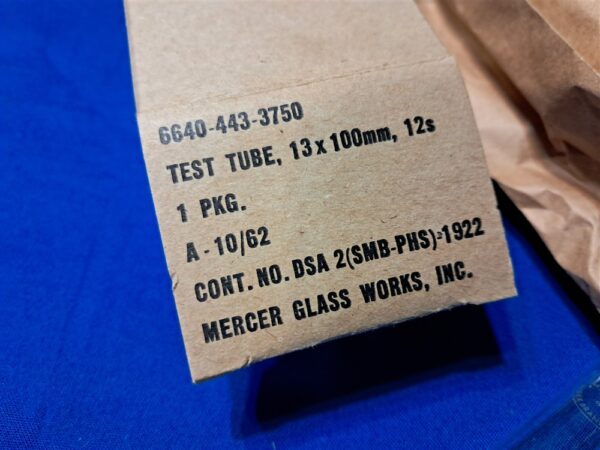 6640-443-3750
TEST TUBE, 13 x 100mm, 12s
1 PKG.
A - 10/62
CONT. NO. DSA 2(SMB-PHS)-1922
MERCER GLASS WORKS, INC.